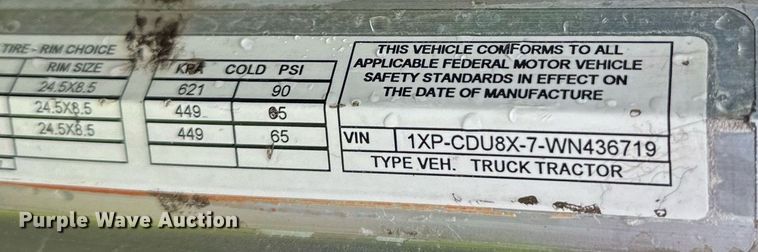 TIRE - RIM CHOICE
RIM SIZE
24.5X8.5
24.5X8.5
24.5X8.5
KPA COLD PSI
621 90
449 65
449 65
THIS VEHICLE COMFORMS TO ALL
APPLICABLE FEDERAL MOTOR VEHICLE
SAFETY STANDARDS IN EFFECT ON
THE DATE OF MANUFACTURE
VIN 1XP-CDU8X-7-WN436719
TYPE VEH. TRUCK TRACTOR
Purple Wave Auction